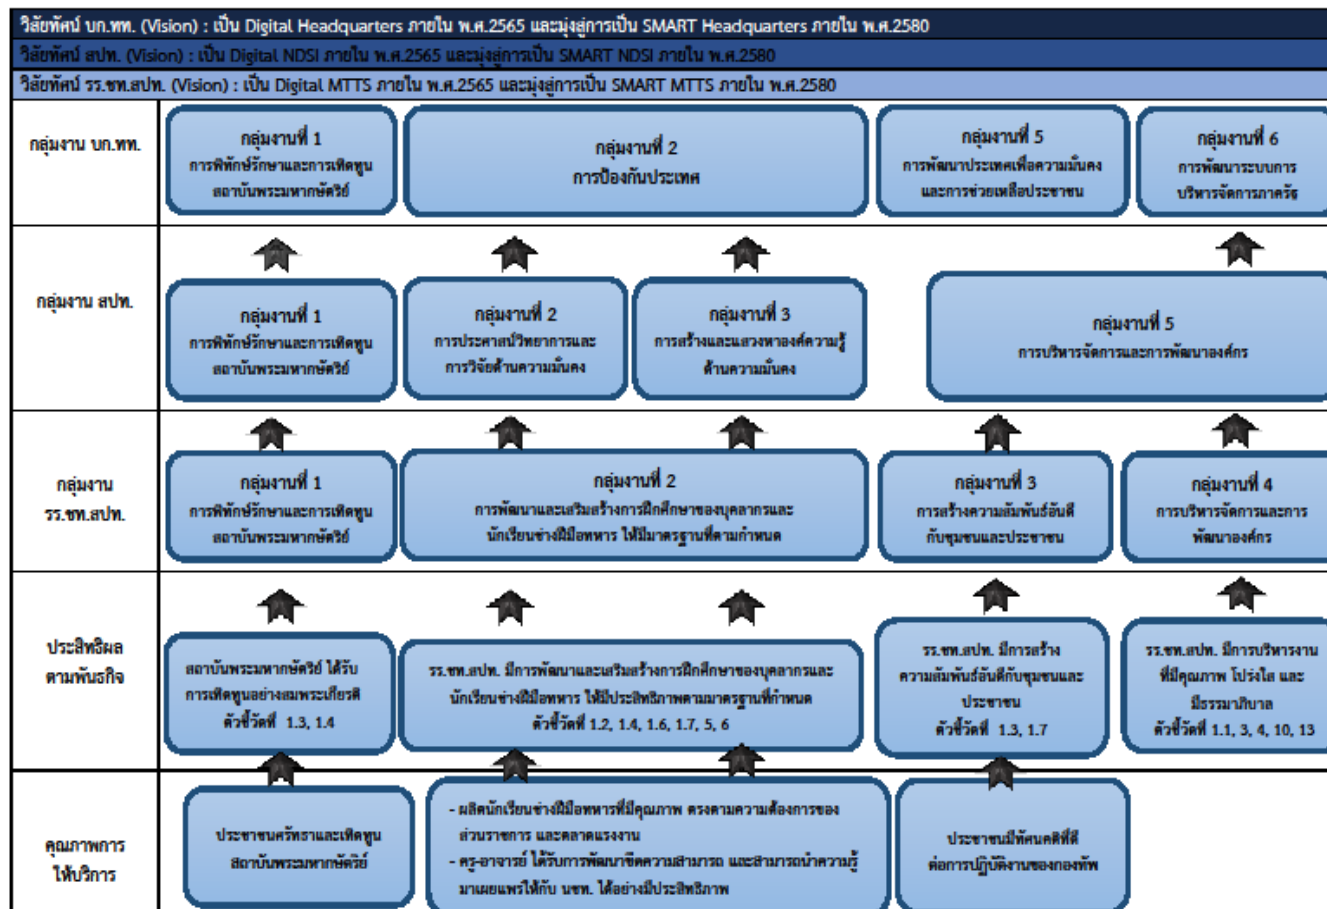 วิสัยทัศน์ บก.ทท. (Vision) : เป็น Digital Headquarters ภายใน พ.ศ.2565 และมุ่งสู่การเป็น SMART Headquarters ภายใน พ.ศ.2580
วิสัยทัศน์ สปท. (Vision) : เป็น Digital NDSI ภายใน พ.ศ.2565 และมุ่งสู่การเป็น SMART NDSI ภายใน พ.ศ.2580
วิสัยทัศน์ รร.ชท.สปท. (Vision) : เป็น Digital MTTS ภายใน พ.ศ.2565 และมุ่งสู่การเป็น SMART MTTS ภายใน พ.ศ.2580
กลุ่มงาน บก.ทท.
กลุ่มงานที่ 1
การพิทักษ์รักษาและการเทิดทูน
สถาบันพระมหากษัตริย์
กลุ่มงานที่ 2
การป้องกันประเทศ
กลุ่มงานที่ 5
การพัฒนาประเทศเพื่อความมั่นคง
และการช่วยเหลือประชาชน
กลุ่มงานที่ 6
การพัฒนาระบบการ
บริหารจัดการภาครัฐ
กลุ่มงาน สปท.
กลุ่มงานที่ 1
การพิทักษ์รักษาและการเทิดทูน
สถาบันพระมหากษัตริย์
กลุ่มงานที่ 2
การประศาสน์วิทยาการและ
การวิจัยด้านความมั่นคง
กลุ่มงานที่ 3
การสร้างและแสวงหาองค์ความรู้
ด้านความมั่นคง
กลุ่มงานที่ 5
การบริหารจัดการและการพัฒนาองค์กร
กลุ่มงาน
รร.ชท.สปท.
กลุ่มงานที่ 1
การพิทักษ์รักษาและการเทิดทูน
สถาบันพระมหากษัตริย์
กลุ่มงานที่ 2
การพัฒนาและเสริมสร้างการฝึกศึกษาของบุคลากรและ
นักเรียนช่างฝีมือทหาร ให้มีมาตรฐานที่ตามกำหนด
กลุ่มงานที่ 3
การสร้างความสัมพันธ์อันดี
กับชุมชนและประชาชน
กลุ่มงานที่ 4
การบริหารจัดการและการ
พัฒนาองค์กร
ประสิทธิผล
ตามพันธกิจ
สถาบันพระมหากษัตริย์ ได้รับ
การเทิดทูนอย่างสมพระเกียรติ
ตัวชี้วัดที่ 1.3, 1.4
รร.ชท.สปท. มีการพัฒนาและเสริมสร้างการฝึกศึกษาของบุคลากรและ
นักเรียนช่างฝีมือทหาร ให้มีประสิทธิภาพตามมาตรฐานที่กำหนด
ตัวชี้วัดที่ 1.2, 1.4, 1.6, 1.7, 5, 6
รร.ชท.สปท. มีการสร้าง
ความสัมพันธ์อันดีกับชุมชนและ
ประชาชน
ตัวชี้วัดที่ 1.3, 1.7
รร.ชท.สปท. มีการบริหารงาน
ที่มีคุณภาพ โปร่งใส และ
มีธรรมาภิบาล
ตัวชี้วัดที่ 1.1, 3, 4, 10, 13
คุณภาพการ
ให้บริการ
ประชาชนศรัทธาและเทิดทูน
สถาบันพระมหากษัตริย์
- ผลิตนักเรียนช่างฝีมือทหารที่มีคุณภาพ ตรงตามความต้องการของ
ส่วนราชการ และตลาดแรงงาน
- ครู-อาจารย์ ได้รับการพัฒนาขีดความสามารถ และสามารถนำความรู้
มาเผยแพร่ให้กับ นชท. ได้อย่างมีประสิทธิภาพ
ประชาชนมีทัศนคติที่ดี
ต่อการปฏิบัติงานของกองทัพ